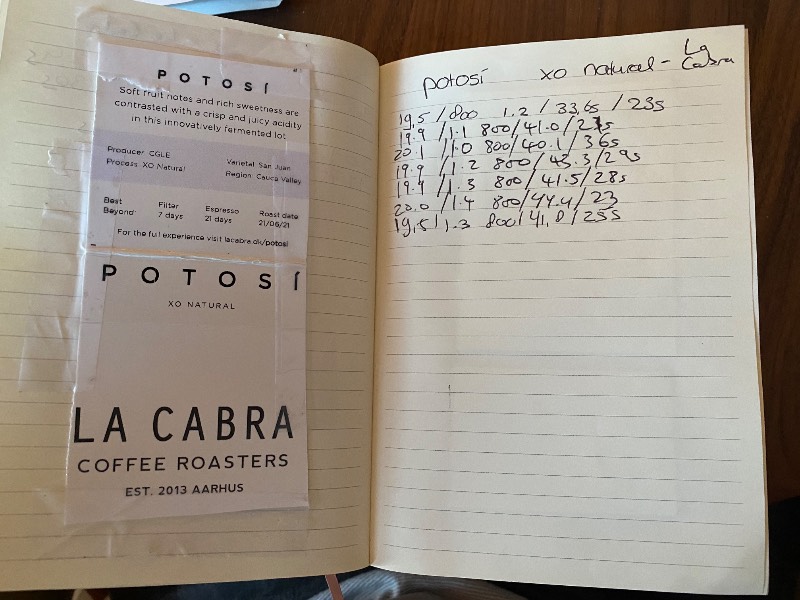 POTOSÍ
Soft fruit notes and rich sweetness are
contrasted with a crisp and juicy acidity
in this innovatively fermented lot
Producer: CGLE
Process: XO Natural
Varietal: San Juan
Region: Cauca Valley
Best
Beyond:
Filter
7 days
Espresso
21 days
Roast date
21/06/21
For the full experience visit lacabra.dk/potosi
POTOSÍ
XO NATURAL
LA CABRA
COFFEE ROASTERS
EST. 2013 AARHUS
potosí xo natural - La Cabra
19,5 / 800 1.2 / 33,6s / 23s
19.9 / 1.1 800 / 41.0 /
20.1 / 1.0 800 / 40.1 / 36s
19.9 / 1.2 800 / 43.3 / 29s
19.4 / 1.3 800 / 41.5 / 28s
20.0 / 1.4 800 / 44.4 / 23
19,5 / 1.3 800 / 41,8 / 25s